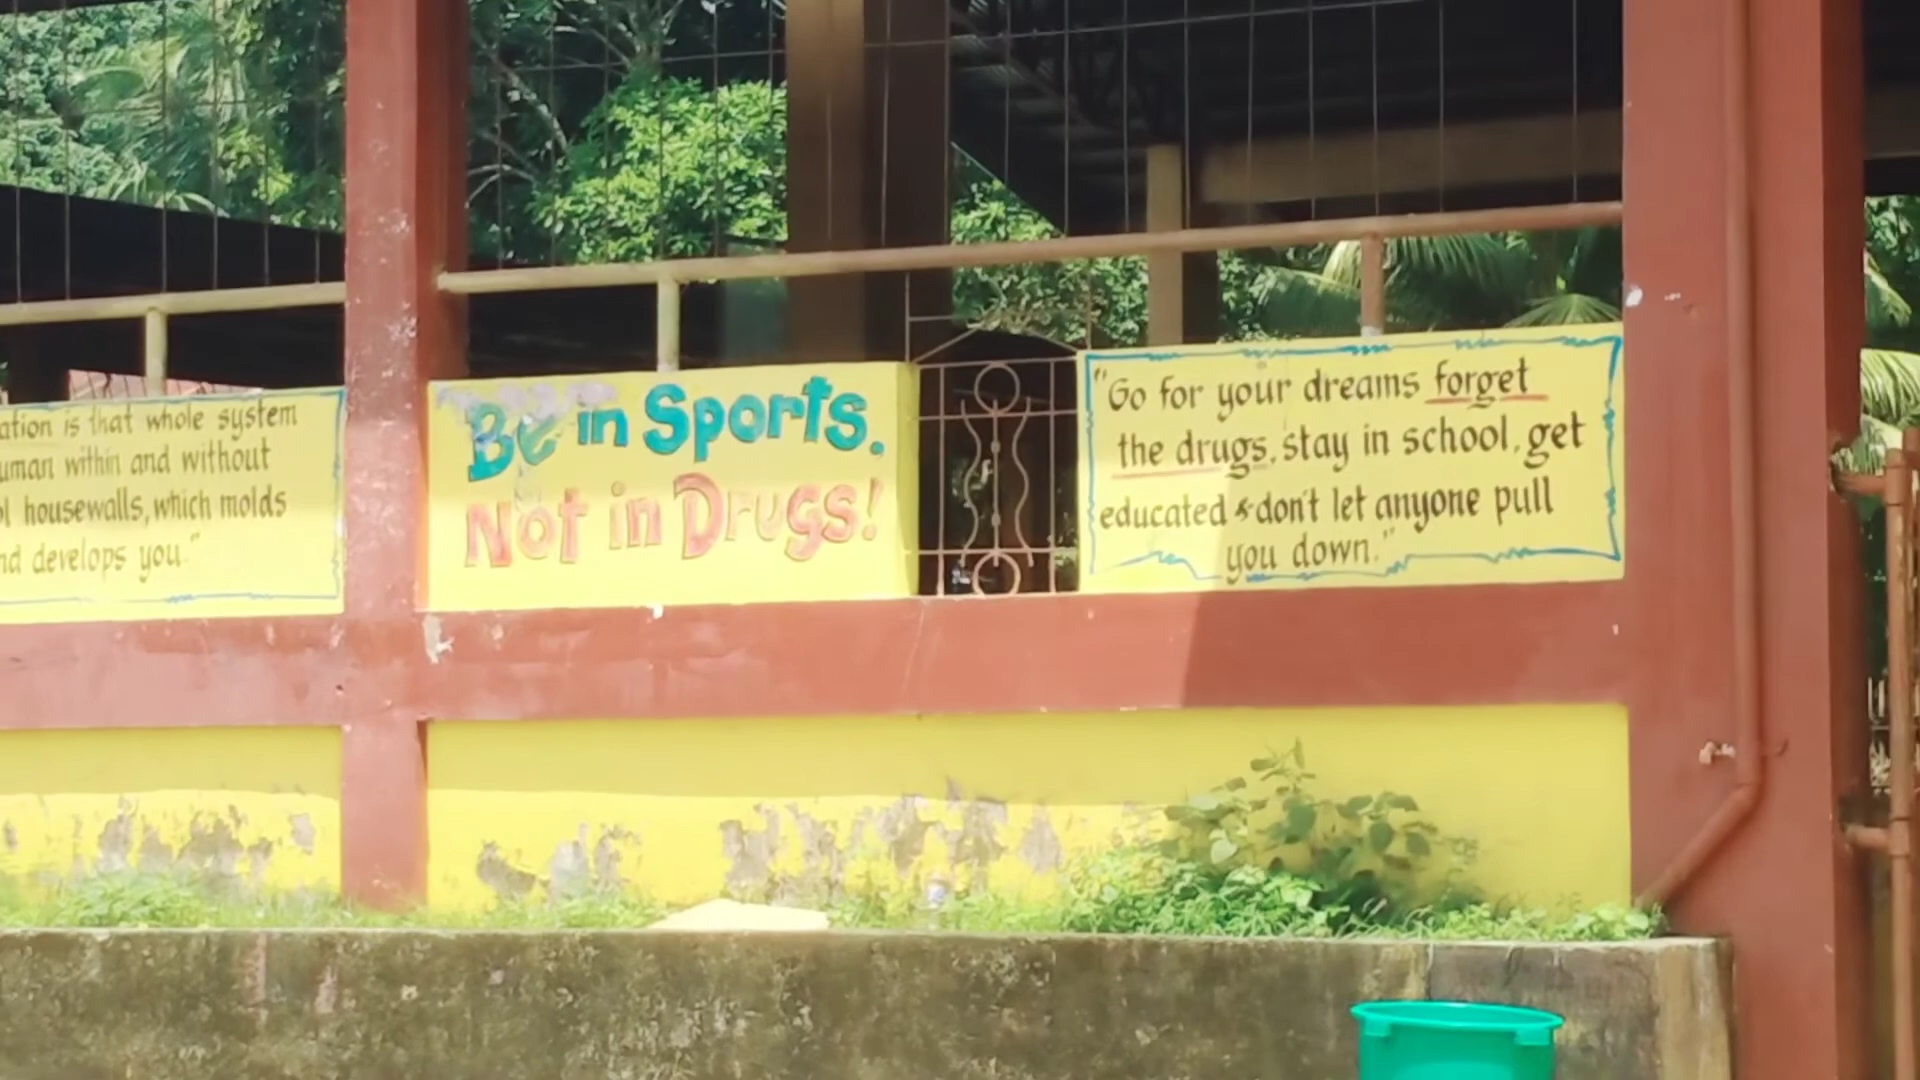 ation is that whole system
uman within and without
ol housewalls, which molds
nd develops you."
Be in Sports.
Not in Drugs!
"Go for your dreams forget
the drugs, stay in school, get
educated & don't let anyone pull
you down."